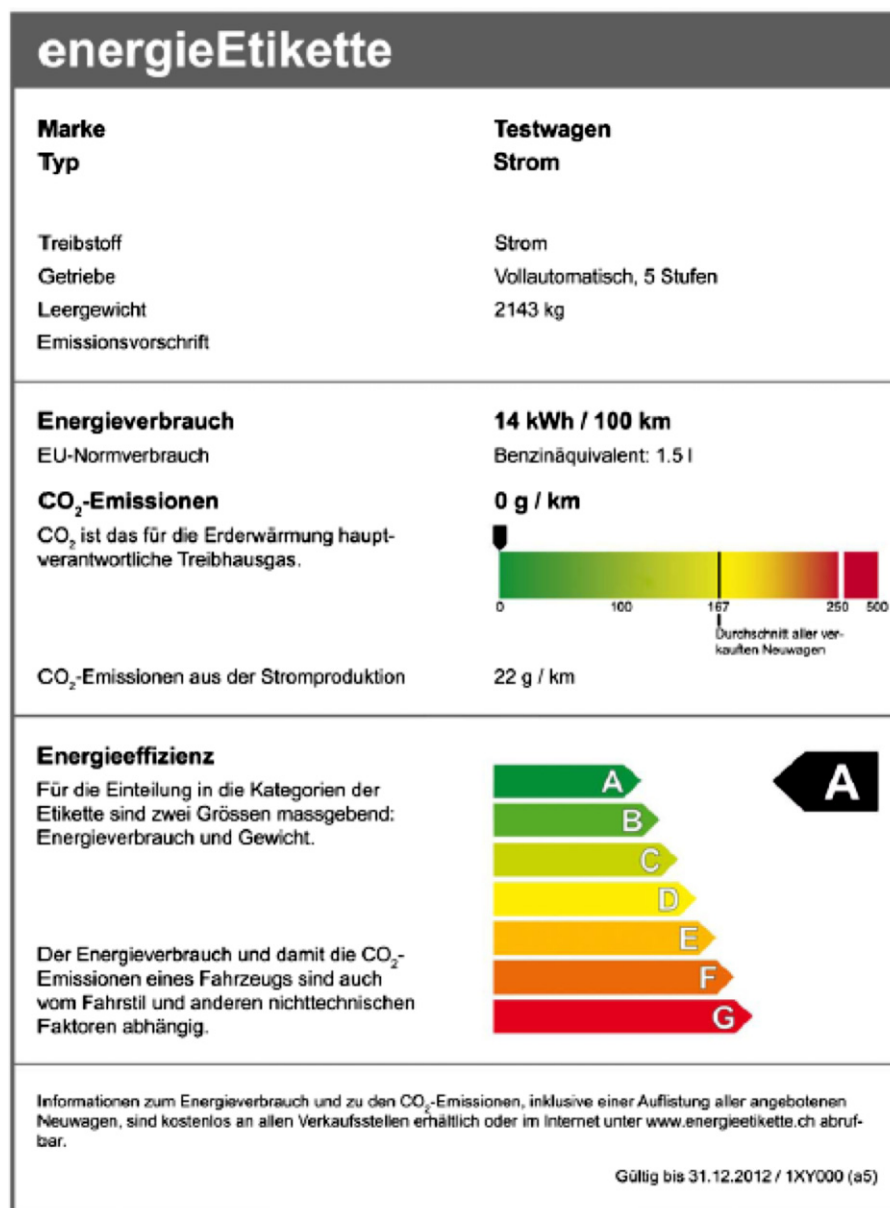 energieEtikette
Marke Testwagen
Typ Strom
Treibstoff Strom
Getriebe Vollautomatisch, 5 Stufen
Leergewicht 2143 kg
Emissionsvorschrift
Energieverbrauch 14 kWh / 100 km
EU-Normverbrauch Benzinäquivalent: 1.5 l
CO₂-Emissionen 0 g / km
CO₂ ist das für die Erderwärmung haupt-
verantwortliche Treibhausgas.
0 100 167 250 500
Durchschnitt aller ver-
kauften Neuwagen
CO₂-Emissionen aus der Stromproduktion 22 g / km
Energieeffizienz
Für die Einteilung in die Kategorien der
Etikette sind zwei Grössen massgebend:
Energieverbrauch und Gewicht.
A A
B
C
D
E
F
G
Der Energieverbrauch und damit die CO₂-
Emissionen eines Fahrzeugs sind auch
vom Fahrstil und anderen nichttechnischen
Faktoren abhängig.
Informationen zum Energieverbrauch und zu den CO₂-Emissionen, inklusive einer Auflistung aller angebotenen
Neuwagen, sind kostenlos an allen Verkaufsstellen erhältlich oder im Internet unter www.energieetikette.ch abruf-
bar.
Gültig bis 31.12.2012 / 1XY000 (a5)